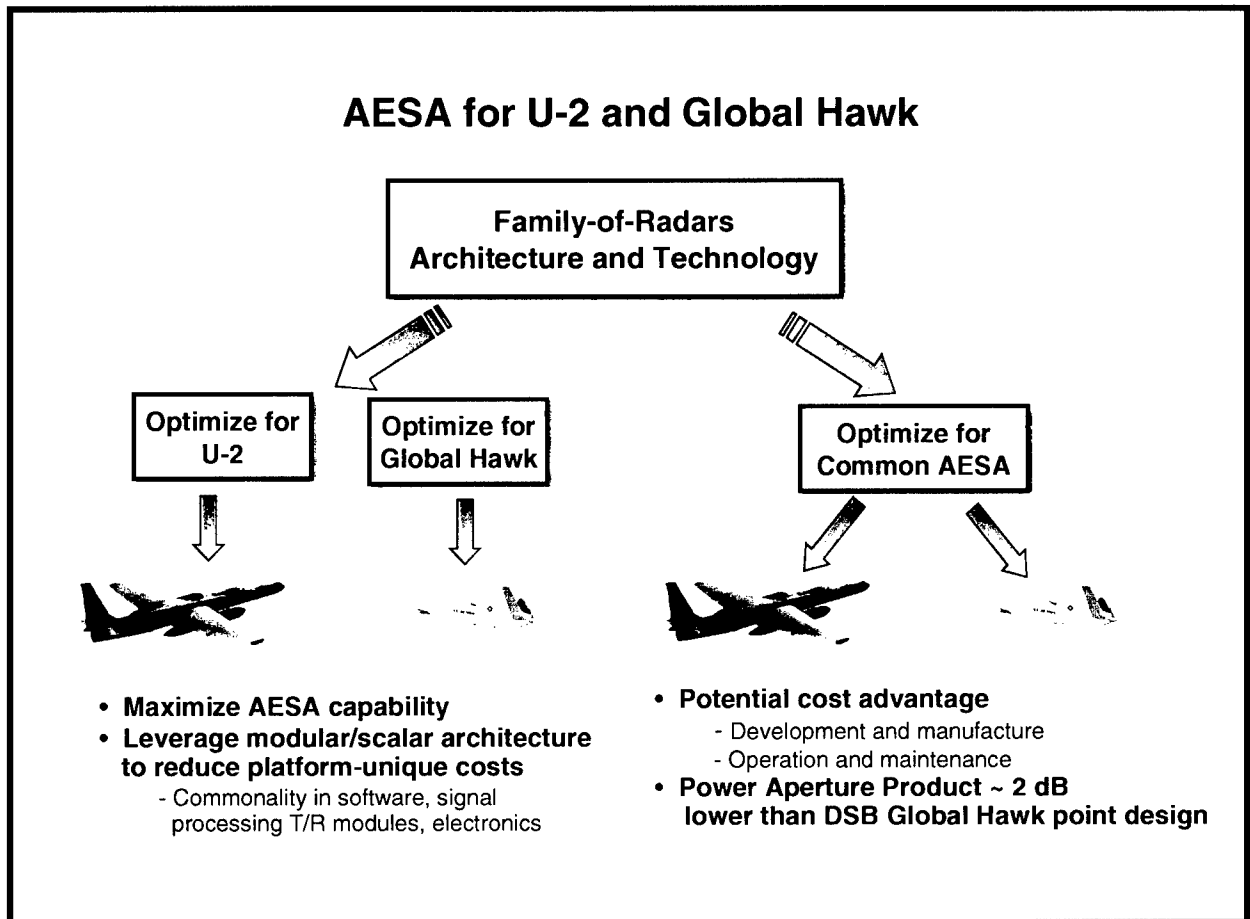 AESA for U-2 and Global Hawk
Family-of-Radars
Architecture and Technology
Optimize for
U-2
Optimize for
Global Hawk
Optimize for
Common AESA
• Maximize AESA capability
• Leverage modular/scalar architecture
to reduce platform-unique costs
- Commonality in software, signal
processing T/R modules, electronics
• Potential cost advantage
- Development and manufacture
- Operation and maintenance
• Power Aperture Product ~ 2 dB
lower than DSB Global Hawk point design